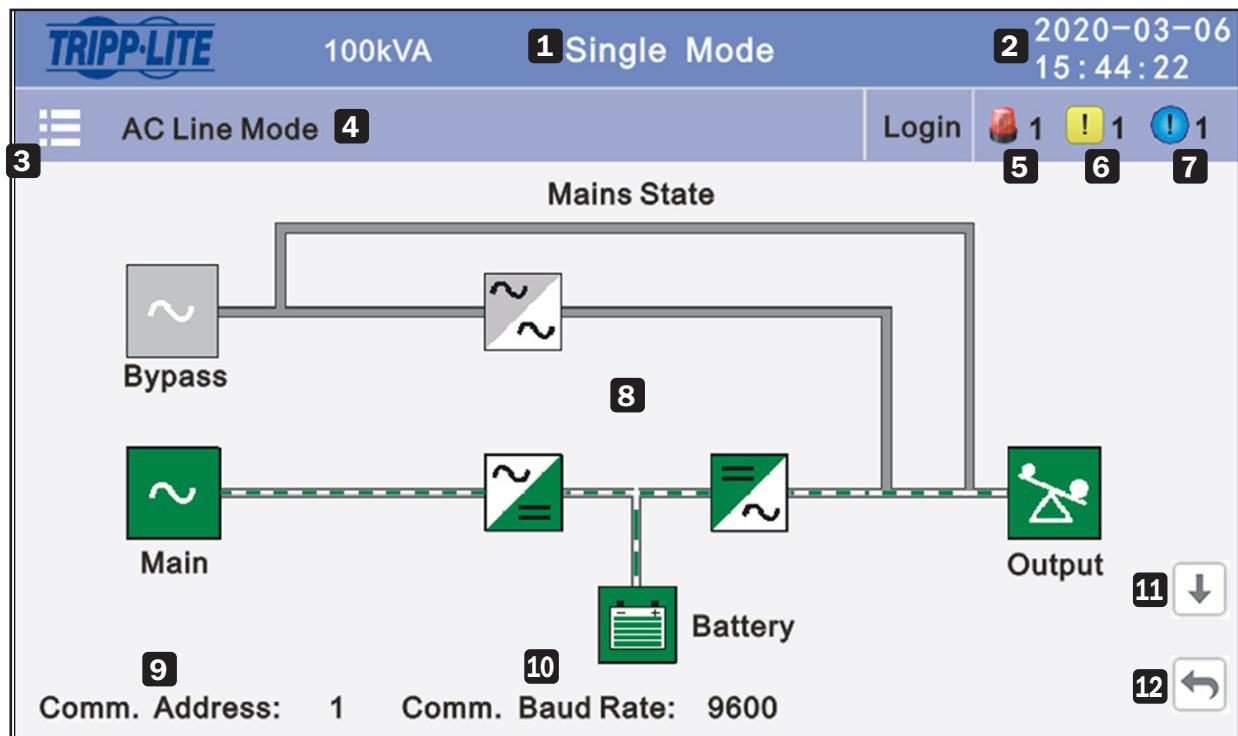 TRIPP·LITE 100kVA 1 Single Mode 2 2020-03-06
15:44:22
3 AC Line Mode 4 Login 1 ! 1 ! 1
5 6 7
Mains State
Bypass
8
Main
Output
11
Battery
9 10 12
Comm. Address: 1 Comm. Baud Rate: 9600